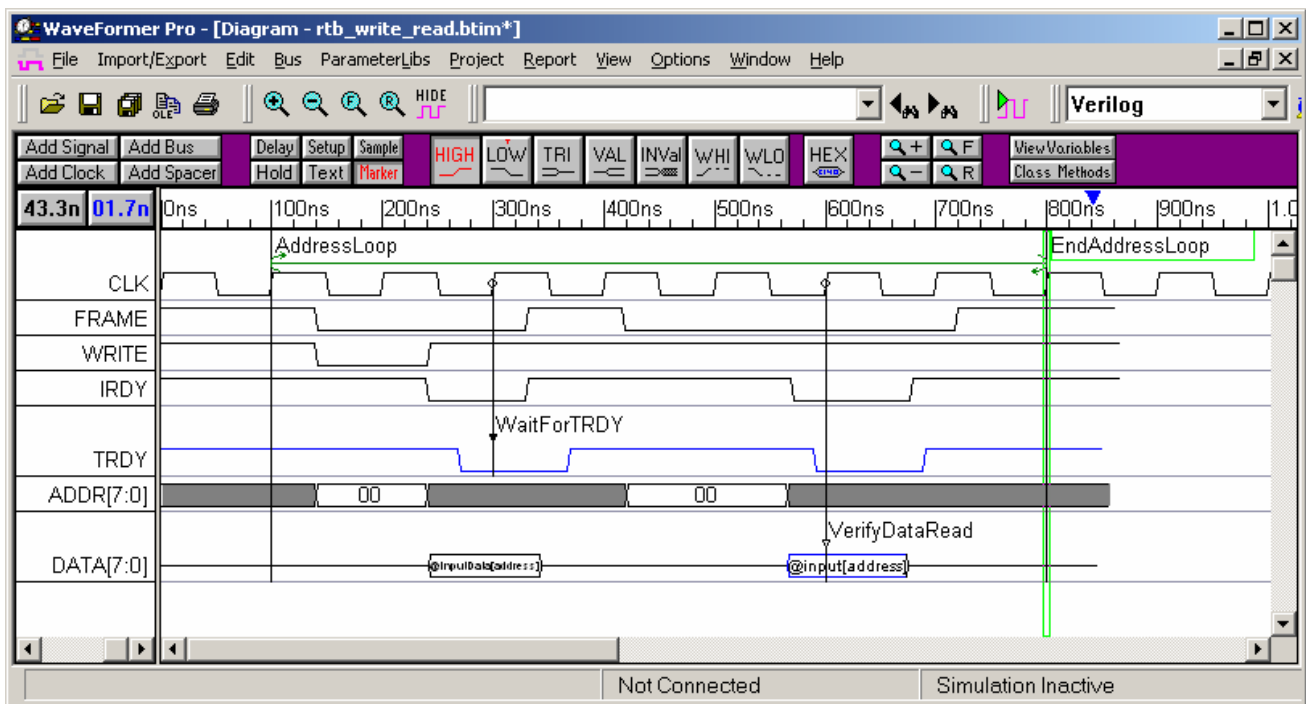 WaveFormer Pro - [Diagram - rtb_write_read.btim*]
File Import/Export Edit Bus ParameterLibs Project Report View Options Window Help
OLE HIDE Verilog
Add Signal Add Bus Delay Setup Sample HIGH LOW TRI VAL INVal WHI WLO HEX + F ViewVariables
Add Clock Add Spacer Hold Text Marker - R Class Methods
43.3n 01.7n 0ns 100ns 200ns 300ns 400ns 500ns 600ns 700ns 800ns 900ns 1.0
AddressLoop EndAddressLoop
CLK
FRAME
WRITE
IRDY
WaitForTRDY
TRDY
ADDR[7:0] 00 00
VerifyDataRead
DATA[7:0] @InputData[address] @input[address]
Not Connected Simulation Inactive